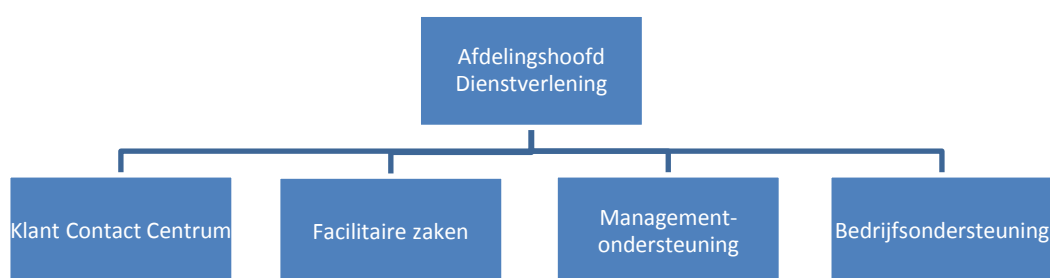 Afdelingshoofd
Dienstverlening
Klant Contact Centrum
Facilitaire zaken
Management-
ondersteuning
Bedrijfsondersteuning